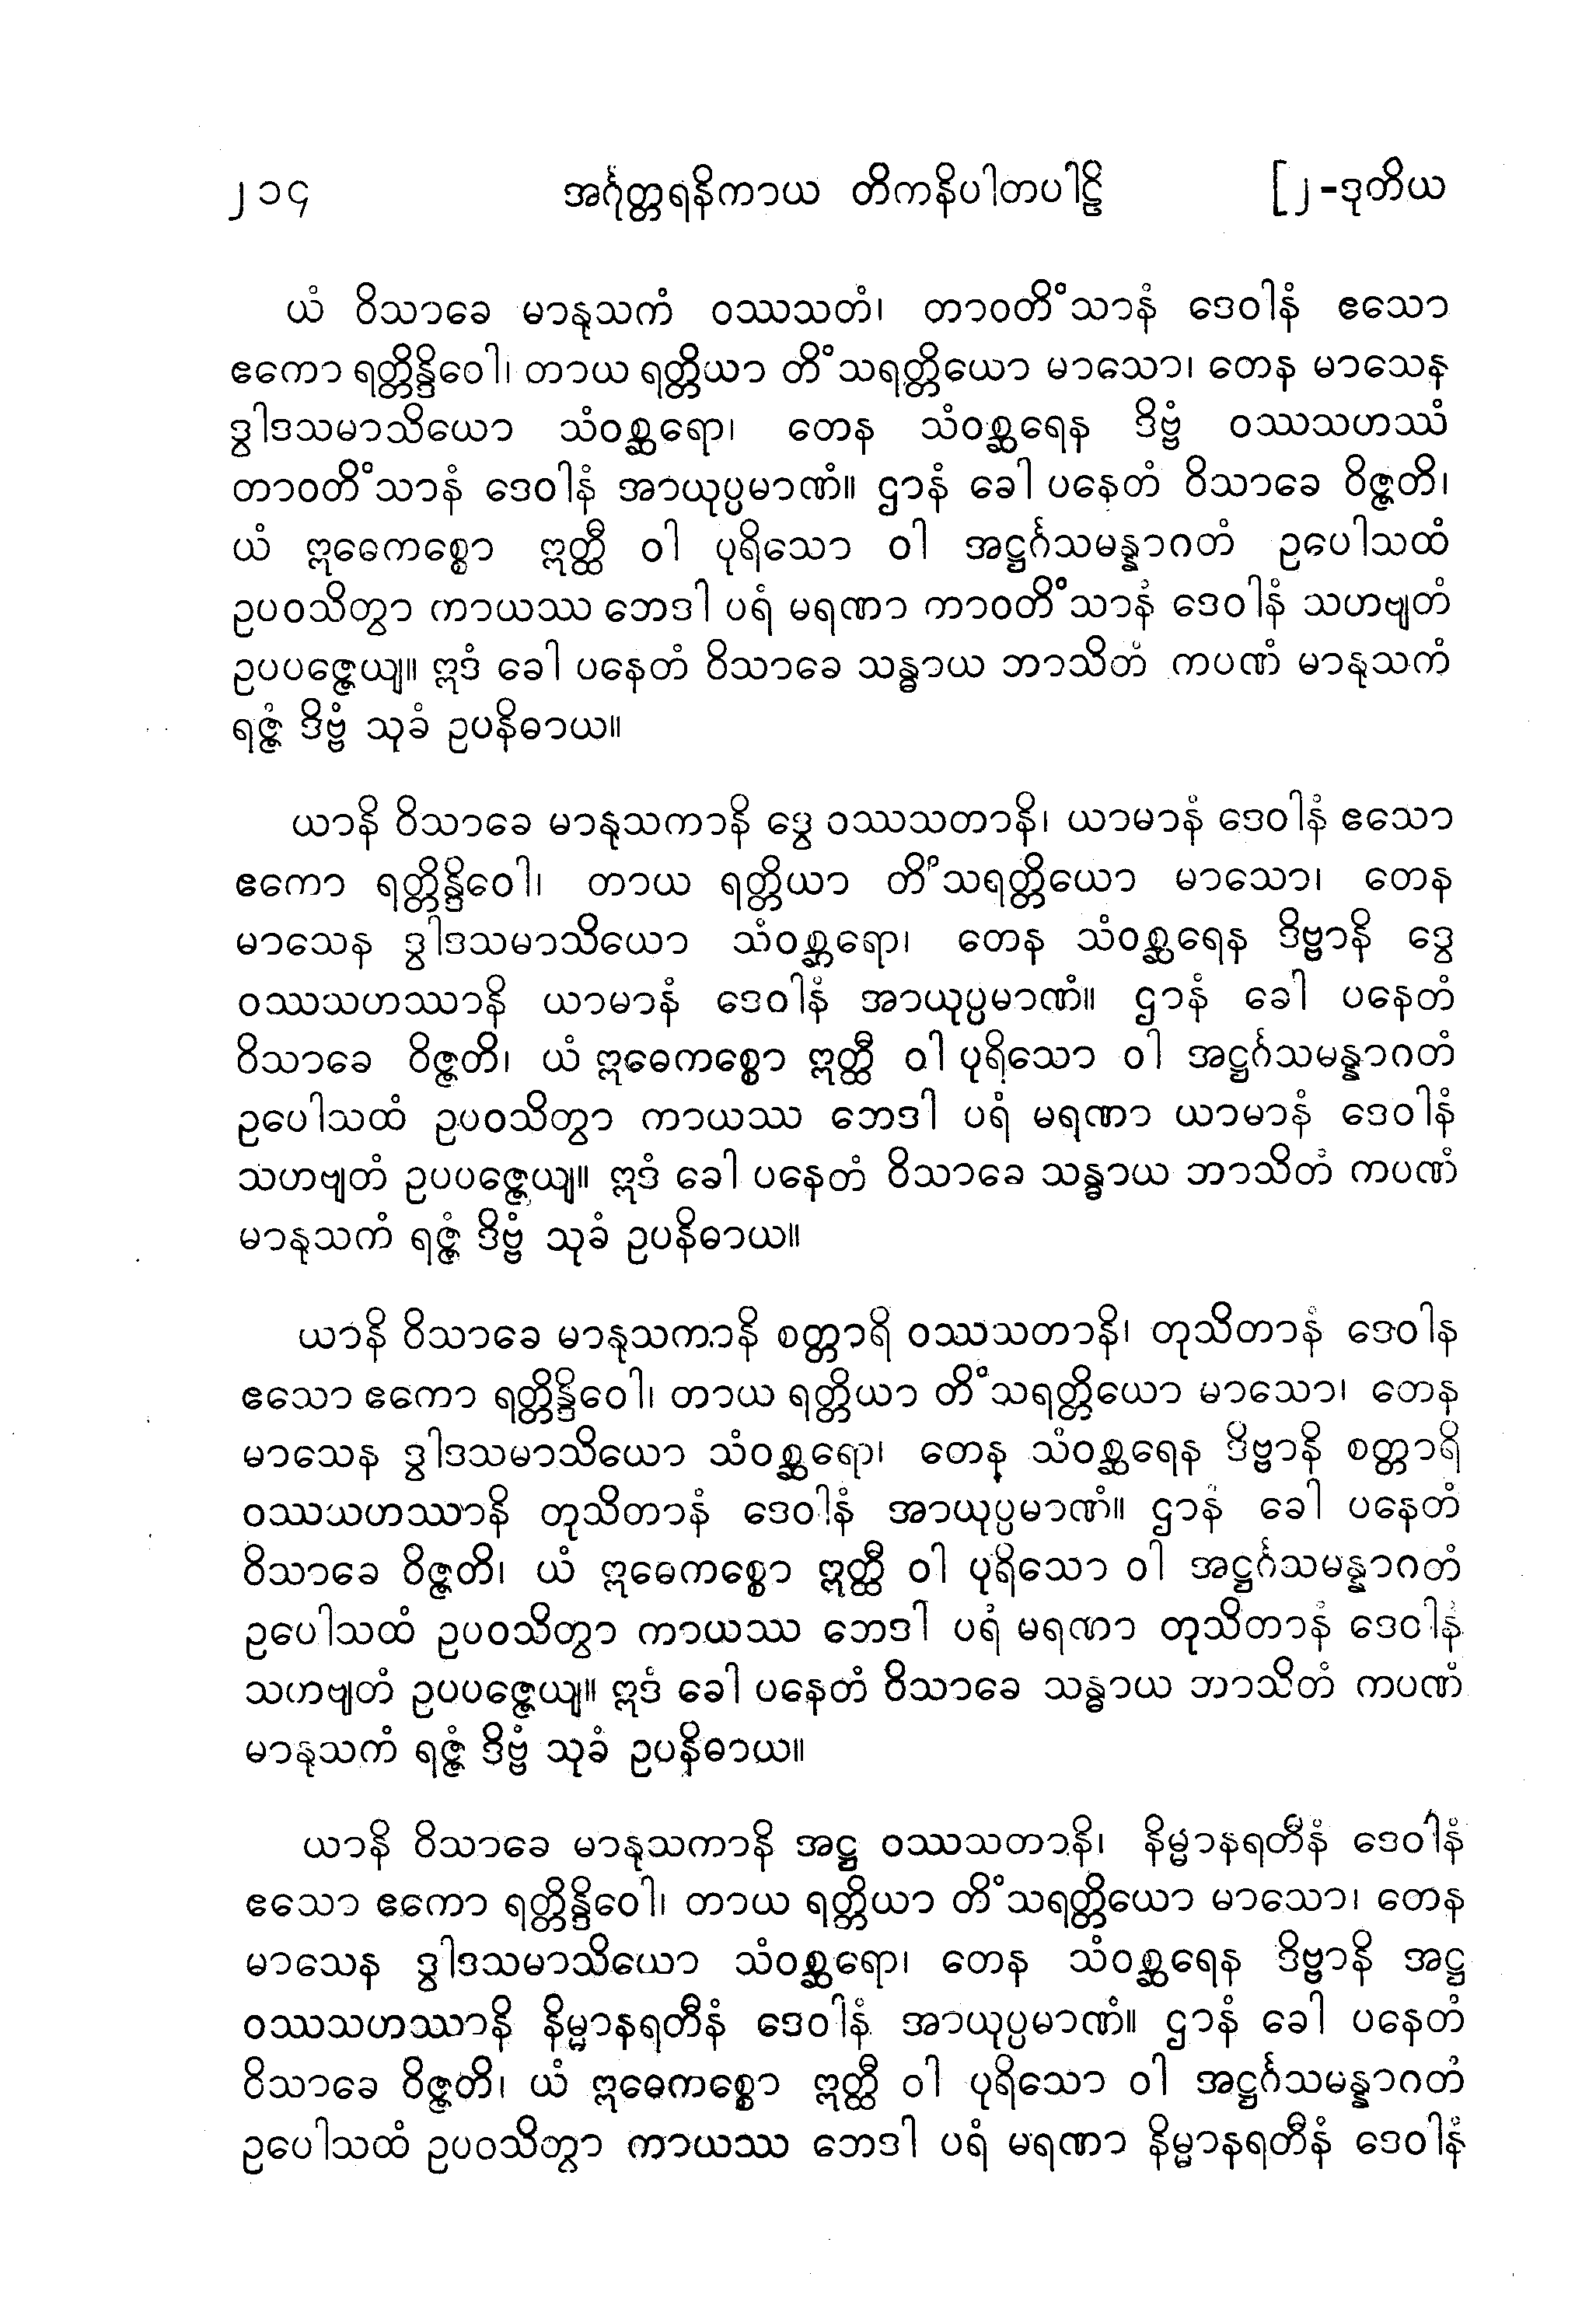 ၂၁၄ အင်္ဂုတ္တရနိကာယ တိကနိပါတပါဠိ [၂-ဒုတိယ
ယံ ဝိသာခေ မာနုသကံ ဝဿသတံ၊ တာဝတိႎသာနံ ဒေဝါနံ ဧသော
ဧကော ရတ္တိန္ဒိဝေါ၊ တာယ ရတ္တိယာ တိႎသရတ္တိယော မာသော၊ တေန မာသေန
ဒွါဒသမာသိယော သံဝစ္ဆရော၊ တေန သံဝစ္ဆရေန ဒိဗ္ဗံ ဝဿသဟဿံ
တာဝတိႎသာနံ ဒေဝါနံ အာယုပ္ပမာဏံ။ ဌာနံ ခေါ ပနေတံ ဝိသာခေ ဝိဇ္ဇတိ၊
ယံ ဣဓေကစ္စော ဣတ္ထီ ဝါ ပုရိသော ဝါ အဋ္ဌင်္ဂသမန္နာဂတံ ဥပေါသထံ
ဥပဝသိတွာ ကာယဿ ဘေဒါ ပရံ မရဏာ ကာဝတိႎသာနံ ဒေဝါနံ သဟဗျတံ
ဥပပဇ္ဇေယျ။ ဣဒံ ခေါ ပနေတံ ဝိသာခေ သန္ဓာယ ဘာသိတံ ကပဏံ မာနုသကံ
ရဇ္ဇံ ဒိဗ္ဗံ သုခံ ဥပနိဓာယ။
ယာနိ ဝိသာခေ မာနုသကာနိ ဒွေ ဝဿသတာနိ၊ ယာမာနံ ဒေဝါနံ ဧသော
ဧကော ရတ္တိန္ဒိဝေါ၊ တာယ ရတ္တိယာ တိႎသရတ္တိယော မာသော၊ တေန
မာသေန ဒွါဒသမာသိယော သံဝစ္ဆရော၊ တေန သံဝစ္ဆရေန ဒိဗ္ဗာနိ ဒွေ
ဝဿသဟဿာနိ ယာမာနံ ဒေဝါနံ အာယုပ္ပမာဏံ။ ဌာနံ ခေါ ပနေတံ
ဝိသာခေ ဝိဇ္ဇတိ၊ ယံ ဣဓေကစ္စော ဣတ္ထီ ဝါ ပုရိသော ဝါ အဋ္ဌင်္ဂသမန္နာဂတံ
ဥပေါသထံ ဥပဝသိတွာ ကာယဿ ဘေဒါ ပရံ မရဏာ ယာမာနံ ဒေဝါနံ
သဟဗျတံ ဥပပဇ္ဇေယျ။ ဣဒံ ခေါ ပနေတံ ဝိသာခေ သန္ဓာယ ဘာသိတံ ကပဏံ
မာနုသကံ ရဇ္ဇံ ဒိဗ္ဗံ သုခံ ဥပနိဓာယ။
ယာနိ ဝိသာခေ မာနုသကာနိ စတ္တာရိ ဝဿသတာနိ၊ တုသိတာနံ ဒေဝါန
ဧသော ဧကော ရတ္တိန္ဒိဝေါ၊ တာယ ရတ္တိယာ တိႎသရတ္တိယော မာသော၊ တေန
မာသေန ဒွါဒသမာသိယော သံဝစ္ဆရော၊ တေန သံဝစ္ဆရေန ဒိဗ္ဗာနိ စတ္တာရိ
ဝဿသဟဿာနိ တုသိတာနံ ဒေဝါနံ အာယုပ္ပမာဏံ။ ဌာနံ ခေါ ပနေတံ
ဝိသာခေ ဝိဇ္ဇတိ၊ ယံ ဣဓေကစ္စော ဣတ္ထီ ဝါ ပုရိသော ဝါ အဋ္ဌင်္ဂသမန္နာဂတံ
ဥပေါသထံ ဥပဝသိတွာ ကာယဿ ဘေဒါ ပရံ မရဏာ တုသိတာနံ ဒေဝါနံ
သဟဗျတံ ဥပပဇ္ဇေယျ။ ဣဒံ ခေါ ပနေတံ ဝိသာခေ သန္ဓာယ ဘာသိတံ ကပဏံ
မာနုသကံ ရဇ္ဇံ ဒိဗ္ဗံ သုခံ ဥပနိဓာယ။
ယာနိ ဝိသာခေ မာနုသကာနိ အဋ္ဌ ဝဿသတာနိ၊ နိမ္မာနရတီနံ ဒေဝါနံ
ဧသော ဧကော ရတ္တိန္ဒိဝေါ၊ တာယ ရတ္တိယာ တိႎသရတ္တိယော မာသော၊ တေန
မာသေန ဒွါဒသမာသိယော သံဝစ္ဆရော၊ တေန သံဝစ္ဆရေန ဒိဗ္ဗာနိ အဋ္ဌ
ဝဿသဟဿာနိ နိမ္မာနရတီနံ ဒေဝါနံ အာယုပ္ပမာဏံ။ ဌာနံ ခေါ ပနေတံ
ဝိသာခေ ဝိဇ္ဇတိ၊ ယံ ဣဓေကစ္စော ဣတ္ထီ ဝါ ပုရိသော ဝါ အဋ္ဌင်္ဂသမန္နာဂတံ
ဥပေါသထံ ဥပဝသိတွာ ကာယဿ ဘေဒါ ပရံ မရဏာ နိမ္မာနရတီနံ ဒေဝါနံ